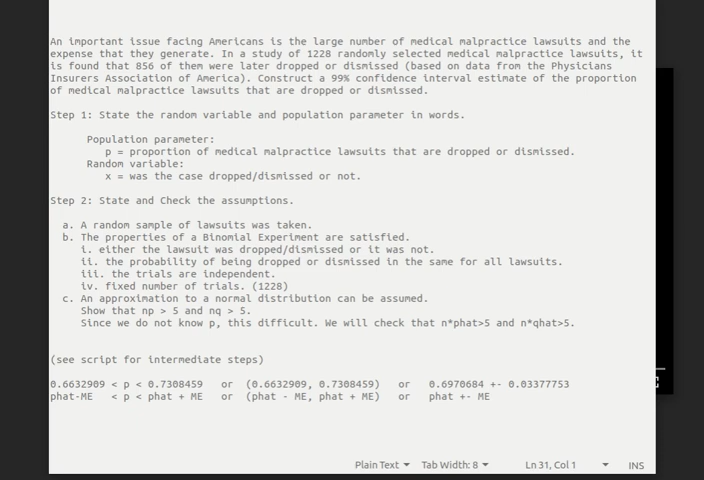 An important issue facing Americans is the large number of medical malpractice lawsuits and the
expense that they generate. In a study of 1228 randomly selected medical malpractice lawsuits, it
is found that 856 of them were later dropped or dismissed (based on data from the Physicians
Insurers Association of America). Construct a 99% confidence interval estimate of the proportion
of medical malpractice lawsuits that are dropped or dismissed.
Step 1: State the random variable and population parameter in words.
Population parameter:
p = proportion of medical malpractice lawsuits that are dropped or dismissed.
Random variable:
x = was the case dropped/dismissed or not.
Step 2: State and Check the assumptions.
a. A random sample of lawsuits was taken.
b. The properties of a Binomial Experiment are satisfied.
i. either the lawsuit was dropped/dismissed or it was not.
ii. the probability of being dropped or dismissed in the same for all lawsuits.
iii. the trials are independent.
iv. fixed number of trials. (1228)
c. An approximation to a normal distribution can be assumed.
Show that np > 5 and nq > 5.
Since we do not know p, this difficult. We will check that n*phat>5 and n*qhat>5.
(see script for intermediate steps)
0.6632909 < p < 0.7308459 or (0.6632909, 0.7308459) or 0.6970684 +- 0.03377753
phat-ME < p < phat + ME or (phat - ME, phat + ME) or phat +- ME
Plain Text Tab Width: 8 Ln 31, Col 1 INS